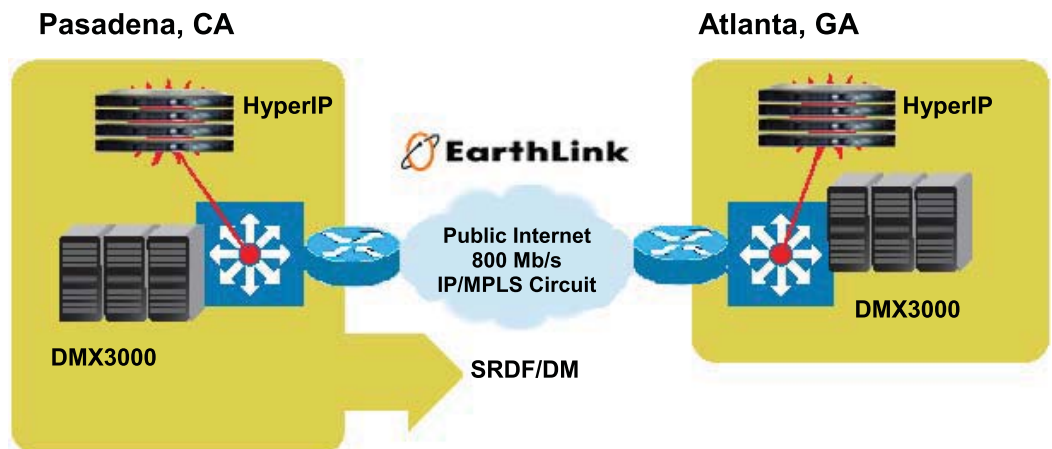 Pasadena, CA
Atlanta, GA
HyperIP
HyperIP
EarthLink
Public Internet
800 Mb/s
IP/MPLS Circuit
DMX3000
DMX3000
SRDF/DM